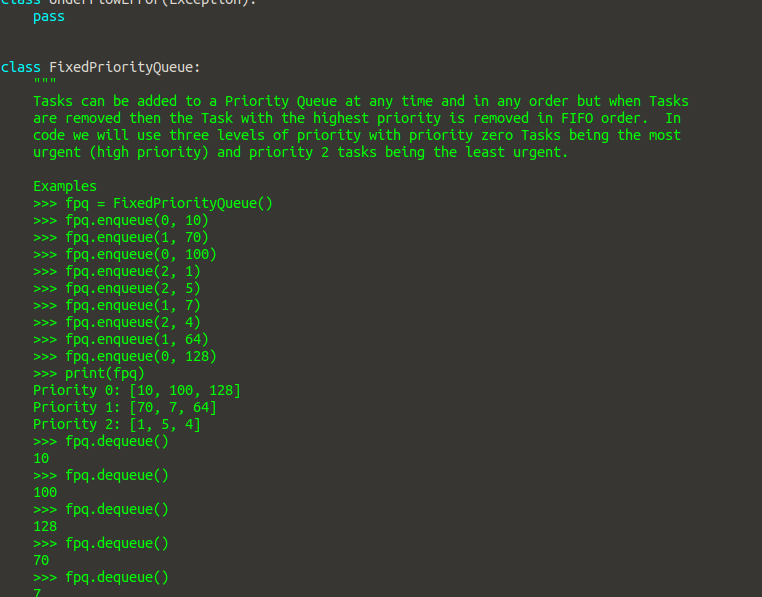 class UnderFlowError(Exception):
    pass
class FixedPriorityQueue:
    """
    Tasks can be added to a Priority Queue at any time and in any order but when Tasks
    are removed then the Task with the highest priority is removed in FIFO order.  In
    code we will use three levels of priority with priority zero Tasks being the most
    urgent (high priority) and priority 2 tasks being the least urgent.
    Examples
    >>> fpq = FixedPriorityQueue()
    >>> fpq.enqueue(0, 10)
    >>> fpq.enqueue(1, 70)
    >>> fpq.enqueue(0, 100)
    >>> fpq.enqueue(2, 1)
    >>> fpq.enqueue(2, 5)
    >>> fpq.enqueue(1, 7)
    >>> fpq.enqueue(2, 4)
    >>> fpq.enqueue(1, 64)
    >>> fpq.enqueue(0, 128)
    >>> print(fpq)
    Priority 0: [10, 100, 128]
    Priority 1: [70, 7, 64]
    Priority 2: [1, 5, 4]
    >>> fpq.dequeue()
    10
    >>> fpq.dequeue()
    100
    >>> fpq.dequeue()
    128
    >>> fpq.dequeue()
    70
    >>> fpq.dequeue()
    7